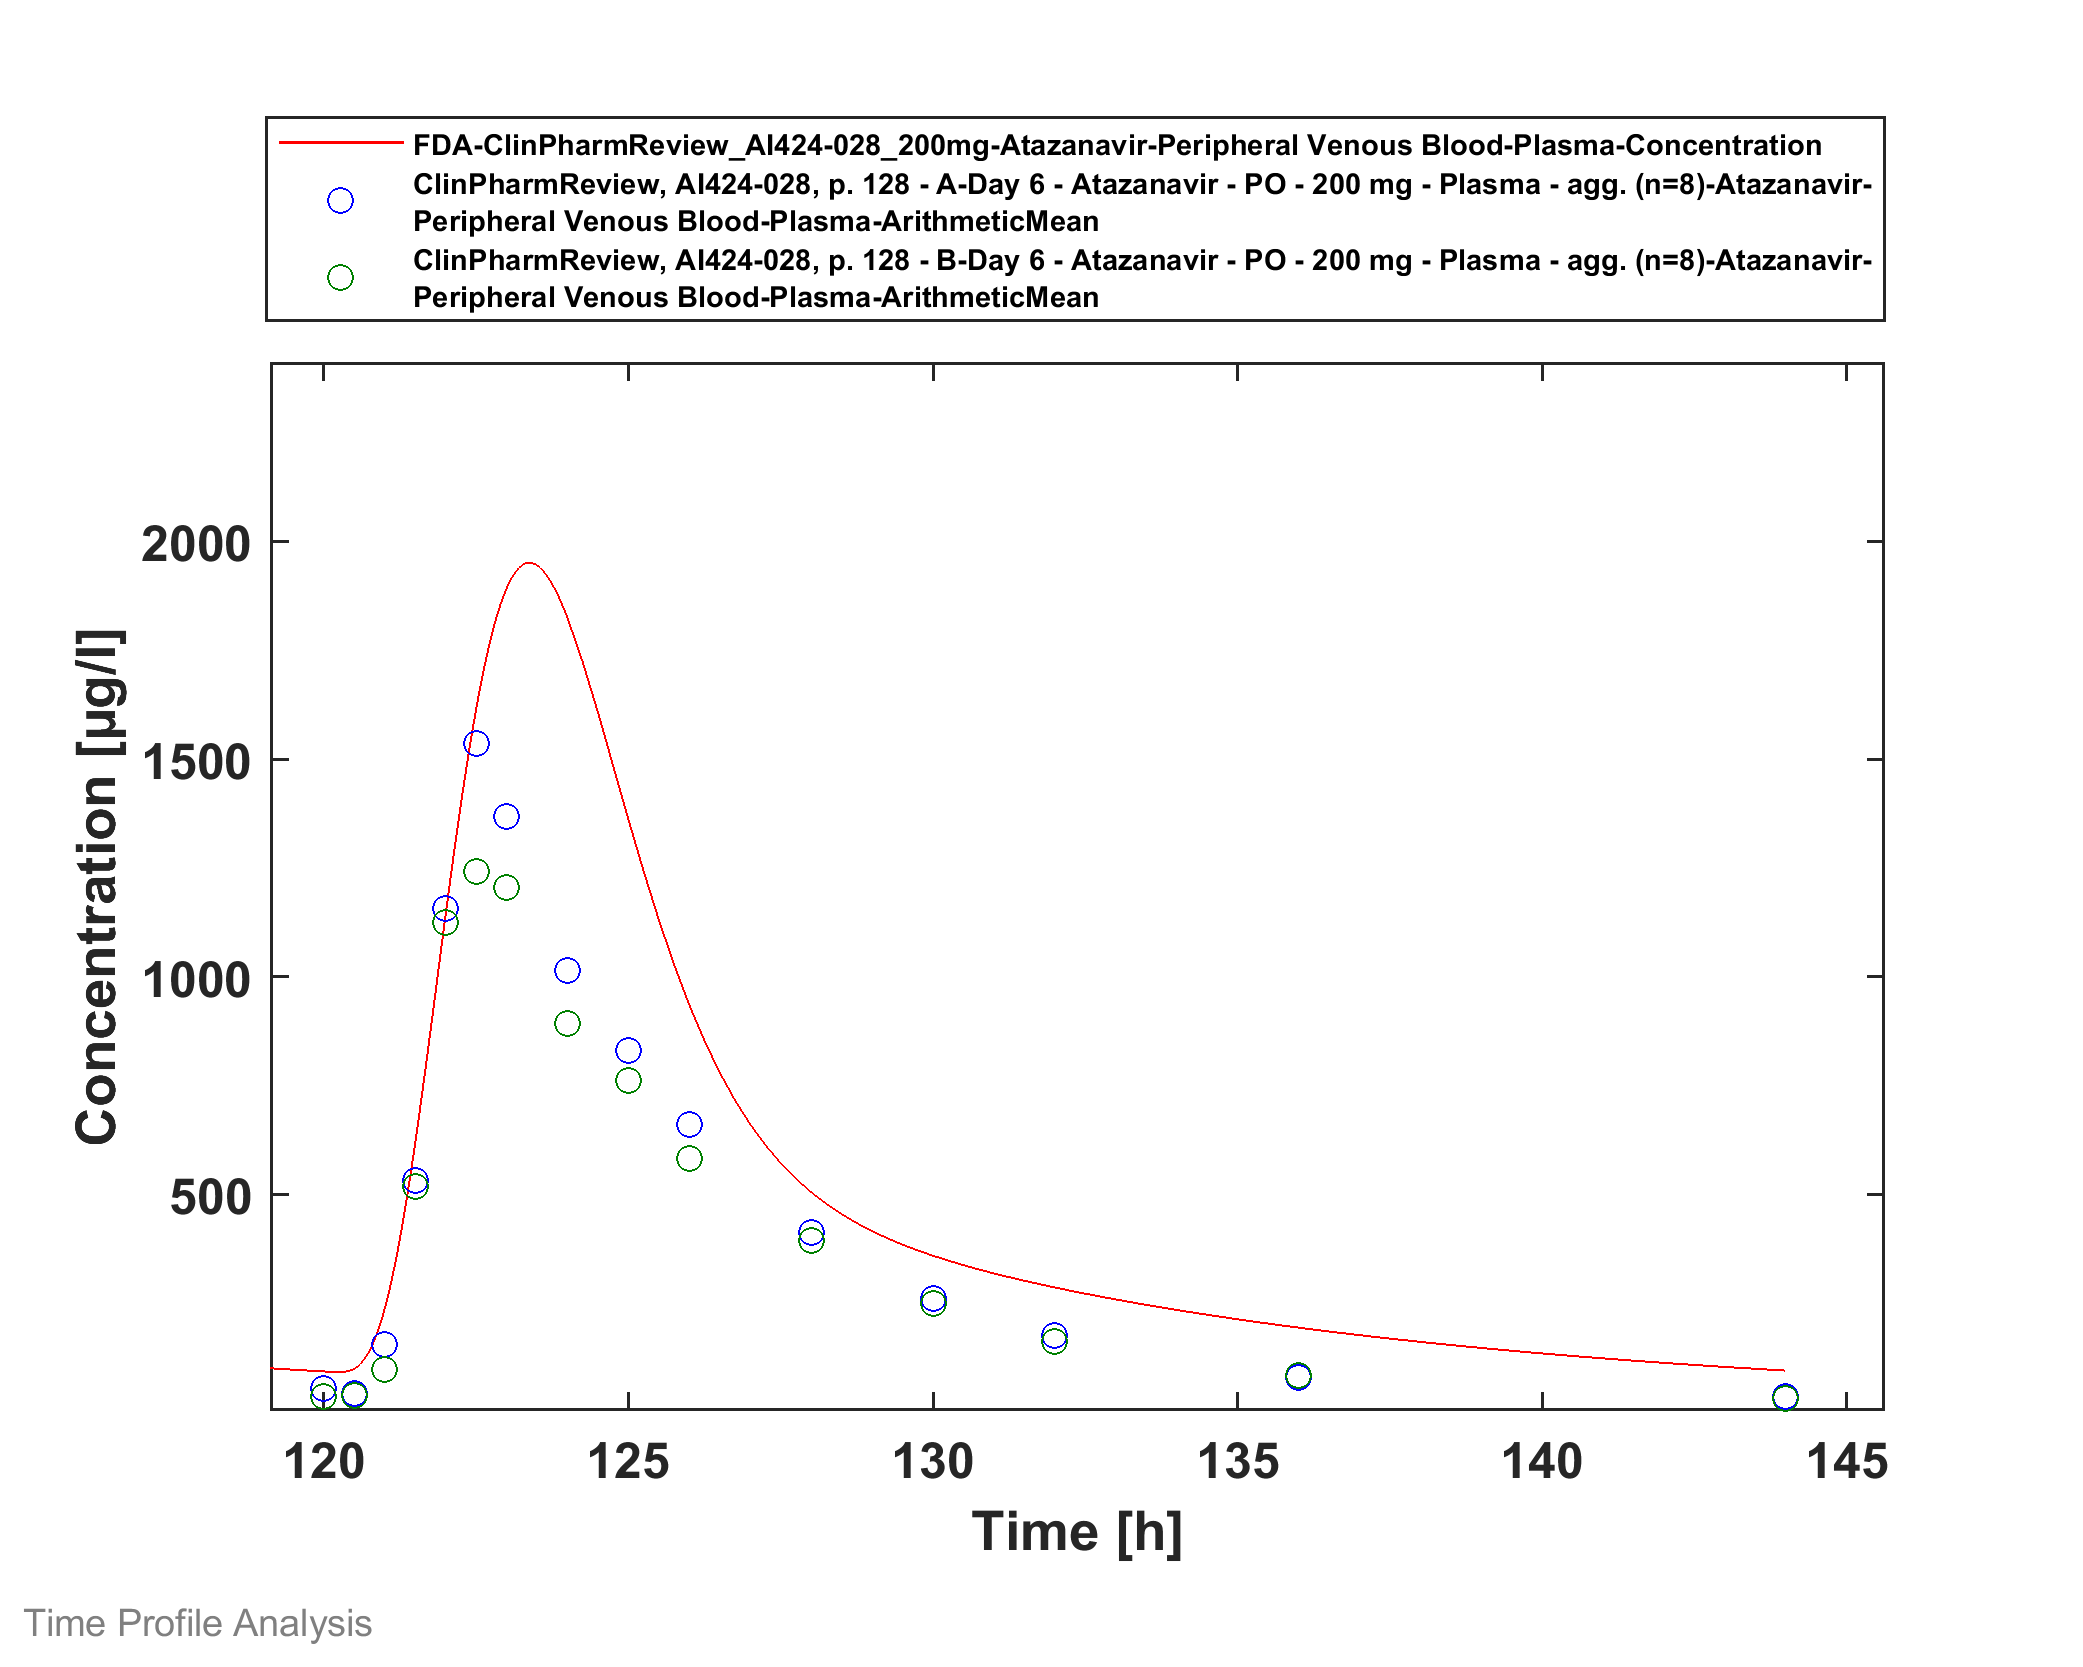 FDA-ClinPharmReview_AI424-028_200mg-Atazanavir-Peripheral Venous Blood-Plasma-Concentration
ClinPharmReview, AI424-028, p. 128 - A-Day 6 - Atazanavir - PO - 200 mg - Plasma - agg. (n=8)-Atazanavir-
Peripheral Venous Blood-Plasma-ArithmeticMean
ClinPharmReview, AI424-028, p. 128 - B-Day 6 - Atazanavir - PO - 200 mg - Plasma - agg. (n=8)-Atazanavir-
Peripheral Venous Blood-Plasma-ArithmeticMean
2000
1500
1000
500
Concentration [µg/l]
120 125 130 135 140 145
Time [h]
Time Profile Analysis